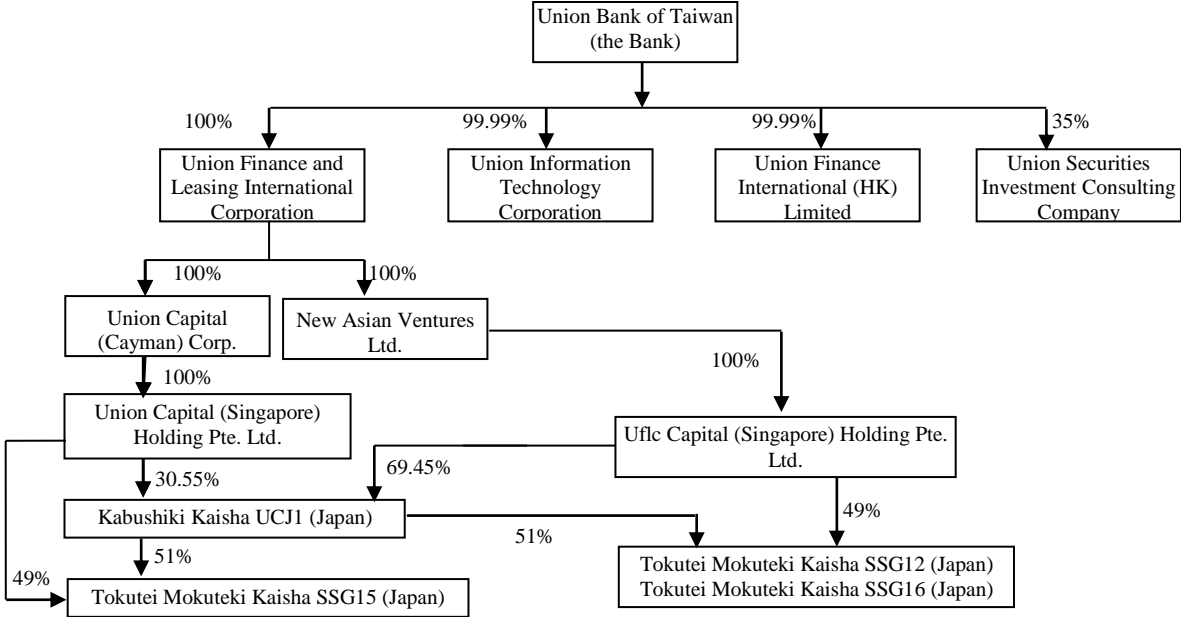 Union Bank of Taiwan
(the Bank)
100%
99.99%
99.99%
35%
Union Finance and
Leasing International
Corporation
Union Information
Technology
Corporation
Union Finance
International (HK)
Limited
Union Securities
Investment Consulting
Company
100%
100%
Union Capital
(Cayman) Corp.
New Asian Ventures
Ltd.
100%
100%
Union Capital (Singapore)
Holding Pte. Ltd.
Uflc Capital (Singapore) Holding Pte.
Ltd.
30.55%
69.45%
49%
Kabushiki Kaisha UCJ1 (Japan)
51%
51%
49%
Tokutei Mokuteki Kaisha SSG12 (Japan)
Tokutei Mokuteki Kaisha SSG16 (Japan)
Tokutei Mokuteki Kaisha SSG15 (Japan)